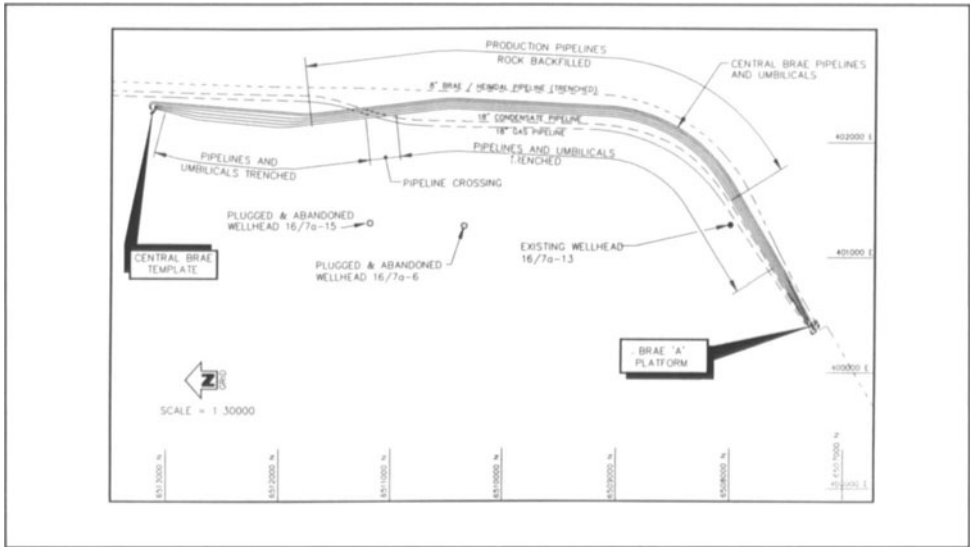 PRODUCTION PIPELINES
ROCK BACKFILLED
CENTRAL BRAE PIPELINES
AND UMBILICALS
8" BRAE / HEIMDAL PIPELINE (TRENCHED)
18" CONDENSATE PIPELINE
18" GAS PIPELINE
402000 E
PIPELINES AND
UMBILICALS TRENCHED
PIPELINES AND UMBILICALS
TRENCHED
PIPELINE CROSSING
PLUGGED & ABANDONED
WELLHEAD 16/7a-15
PLUGGED & ABANDONED
WELLHEAD 16/7a-6
EXISTING WELLHEAD
16/7a-13
CENTRAL BRAE
TEMPLATE
401000 E
BRAE 'A'
PLATFORM
400000 E
N
GRID
SCALE = 1 30000
6513000 N
6512000 N
6511000 N
6510000 N
6509000 N
6508000 N
6507000 N